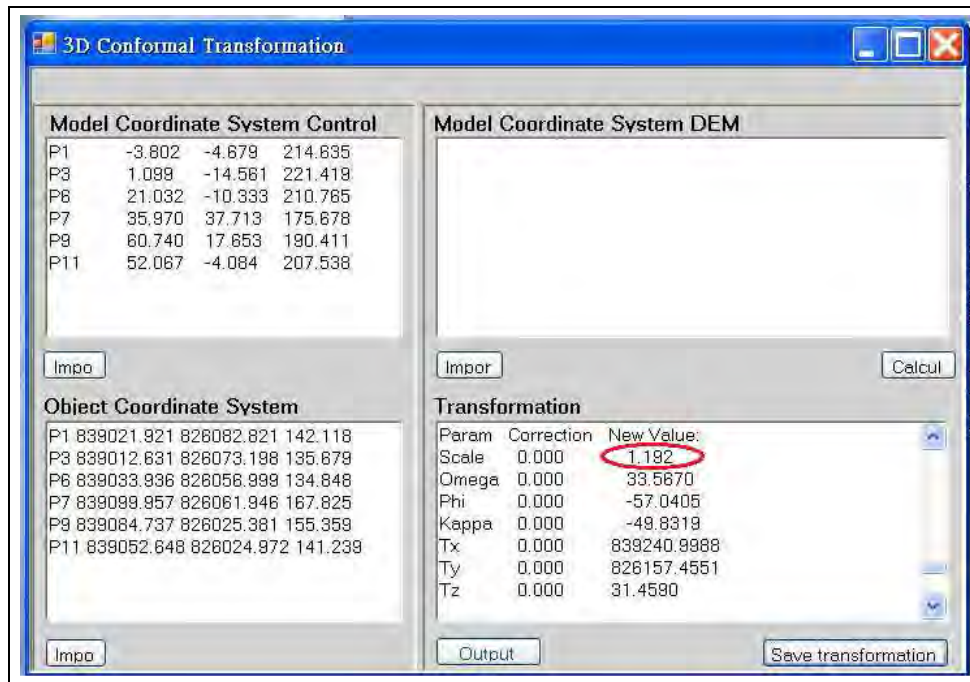 3D Conformal Transformation
Model Coordinate System Control
P1 -3.802 -4.679 214.635
P3 1.099 -14.561 221.419
P6 21.032 -10.333 210.765
P7 35.970 37.713 175.678
P9 60.740 17.653 190.411
P11 52.067 -4.084 207.538
Impo
Model Coordinate System DEM
Impor
Calcul
Object Coordinate System
P1 839021.921 826082.821 142.118
P3 839012.631 826073.198 135.679
P6 839033.936 826056.999 134.848
P7 839099.957 826061.946 167.825
P9 839084.737 826025.381 155.359
P11 839052.648 826024.972 141.239
Impo
Transformation
Param Correction New Value:
Scale 0.000 1.192
Omega 0.000 33.5670
Phi 0.000 -57.0405
Kappa 0.000 -49.8319
Tx 0.000 839240.9988
Ty 0.000 826157.4551
Tz 0.000 31.4590
Output
Save transformation